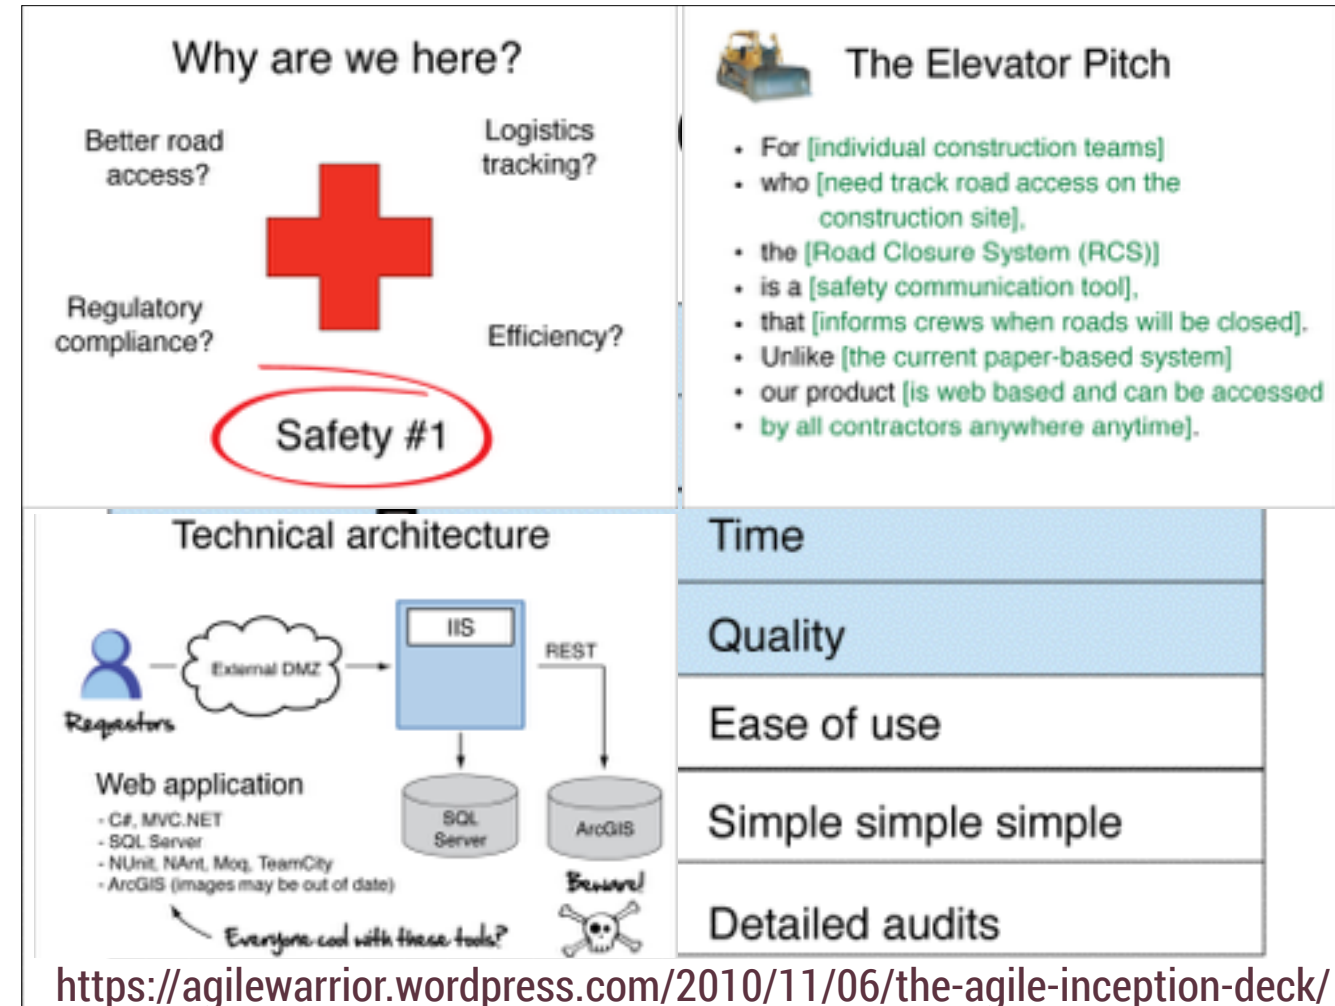 Why are we here?
Better road
access?
Logistics
tracking?
Regulatory
compliance?
Efficiency?
Safety #1
The Elevator Pitch
• For [individual construction teams]
• who [need track road access on the
construction site],
• the [Road Closure System (RCS)]
• is a [safety communication tool],
• that [informs crews when roads will be closed].
• Unlike [the current paper-based system]
• our product [is web based and can be accessed
• by all contractors anywhere anytime].
Technical architecture
Requestors
External DMZ
IIS
REST
SQL
Server
ArcGIS
Beware!
Web application
- C#, MVC.NET
- SQL Server
- NUnit, NAnt, Moq, TeamCity
- ArcGIS (images may be out of date)
Everyone cool with these tools?
Time
Quality
Ease of use
Simple simple simple
Detailed audits
https://agilewarrior.wordpress.com/2010/11/06/the-agile-inception-deck/